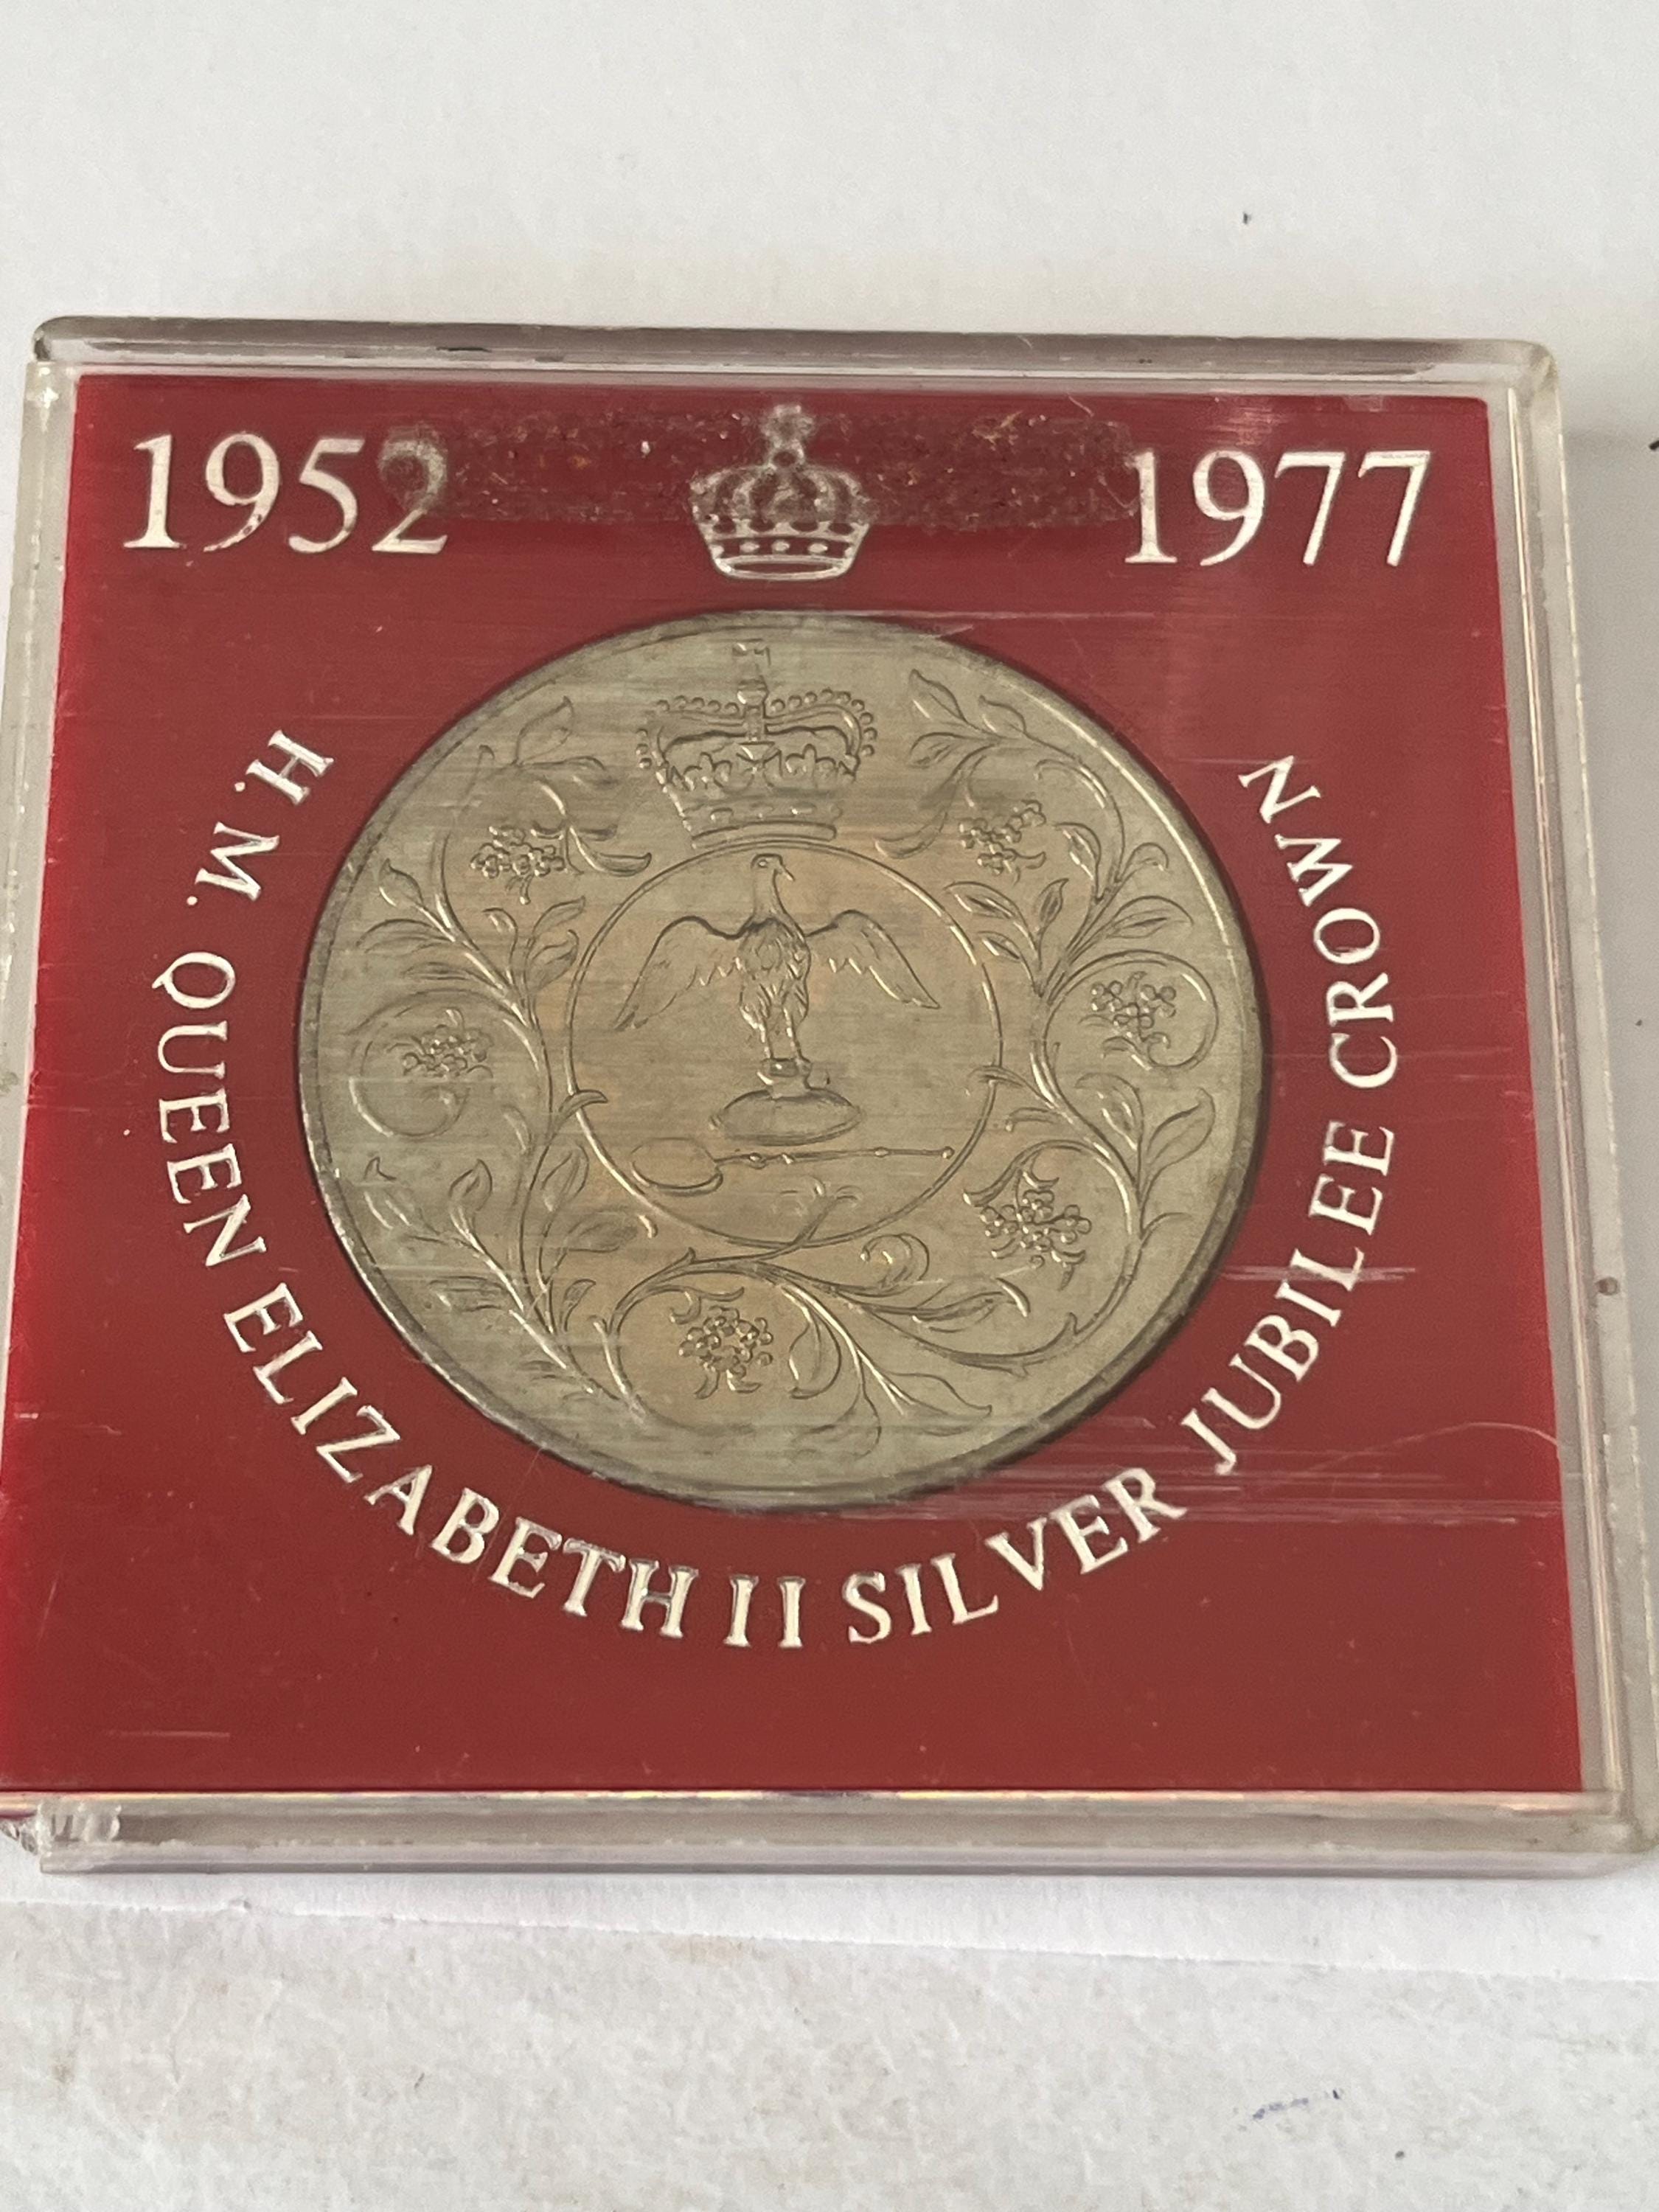 1952 1977
H.M. QUEEN ELIZABETH II SILVER JUBILEE CROWN